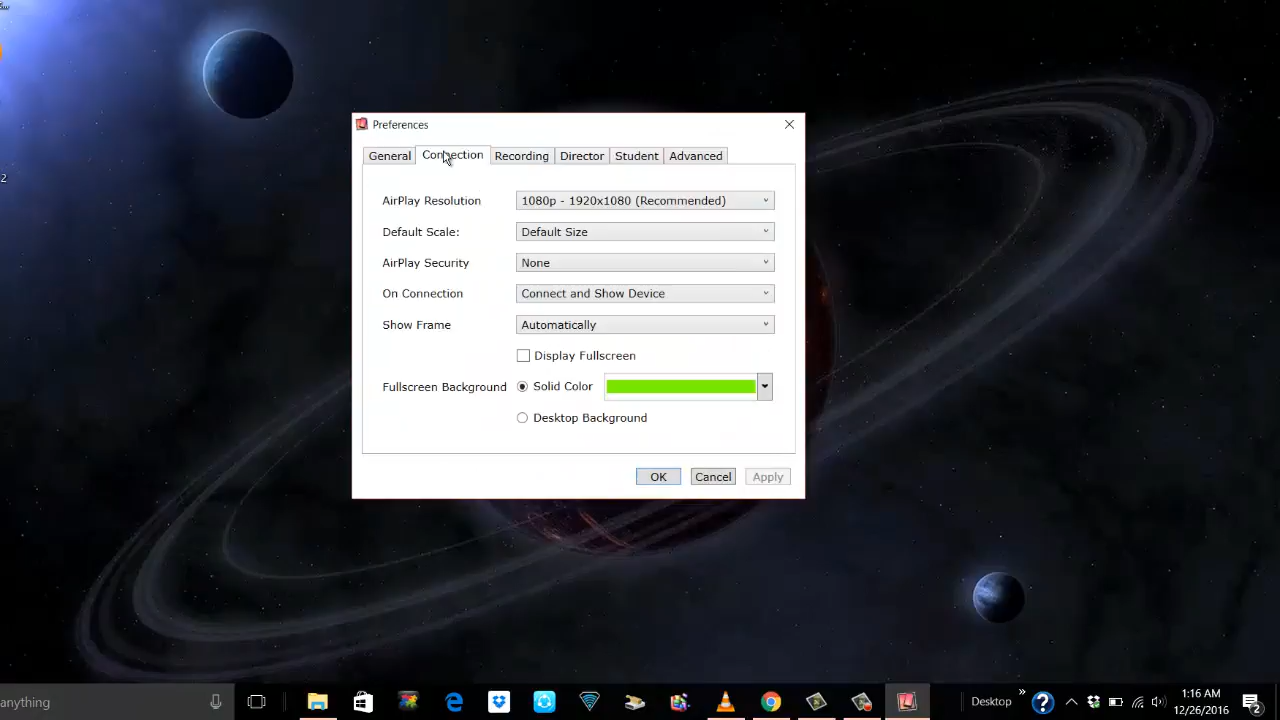 Preferences
General Connection Recording Director Student Advanced
AirPlay Resolution 1080p - 1920x1080 (Recommended)
Default Scale: Default Size
AirPlay Security None
On Connection Connect and Show Device
Show Frame Automatically
Display Fullscreen
Fullscreen Background Solid Color
Desktop Background
OK Cancel Apply
2
anything
Desktop
1:16 AM
12/26/2016
2